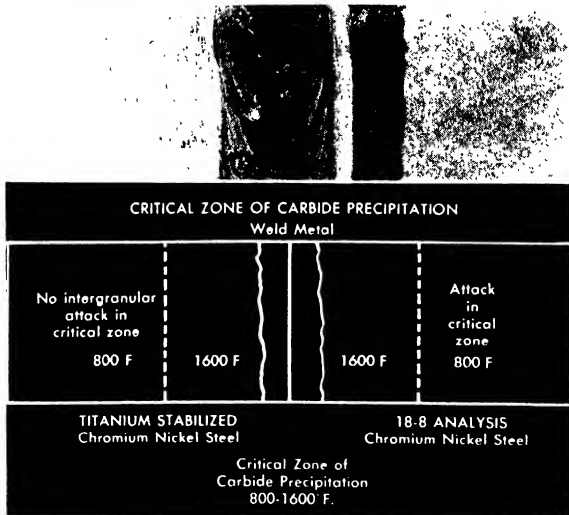 CRITICAL ZONE OF CARBIDE PRECIPITATION
Weld Metal
No intergranular
attack in
critical zone
800 F
1600 F
1600 F
Attack
in
critical
zone
800 F
TITANIUM STABILIZED
Chromium Nickel Steel
18-8 ANALYSIS
Chromium Nickel Steel
Critical Zone of
Carbide Precipitation
800-1600° F.